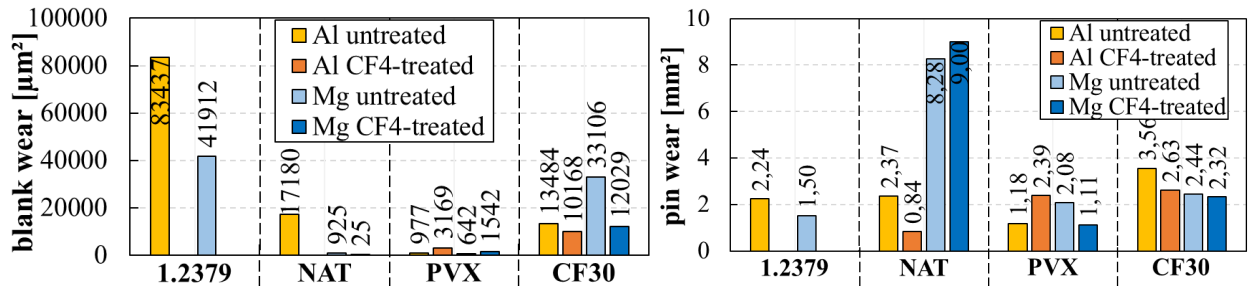 blank wear [µm²]
100000
80000
60000
40000
20000
0
Al untreated
Al CF4-treated
Mg untreated
Mg CF4-treated
83437
41912
17180
925
25
977
3169
642
1542
13484
10168
33106
12029
1.2379
NAT
PVX
CF30
pin wear [mm²]
10
8
6
4
2
0
Al untreated
Al CF4-treated
Mg untreated
Mg CF4-treated
2,24
1,50
2,37
0,84
8,28
9,00
1,18
2,39
2,08
1,11
3,56
2,63
2,44
2,32
1.2379
NAT
PVX
CF30